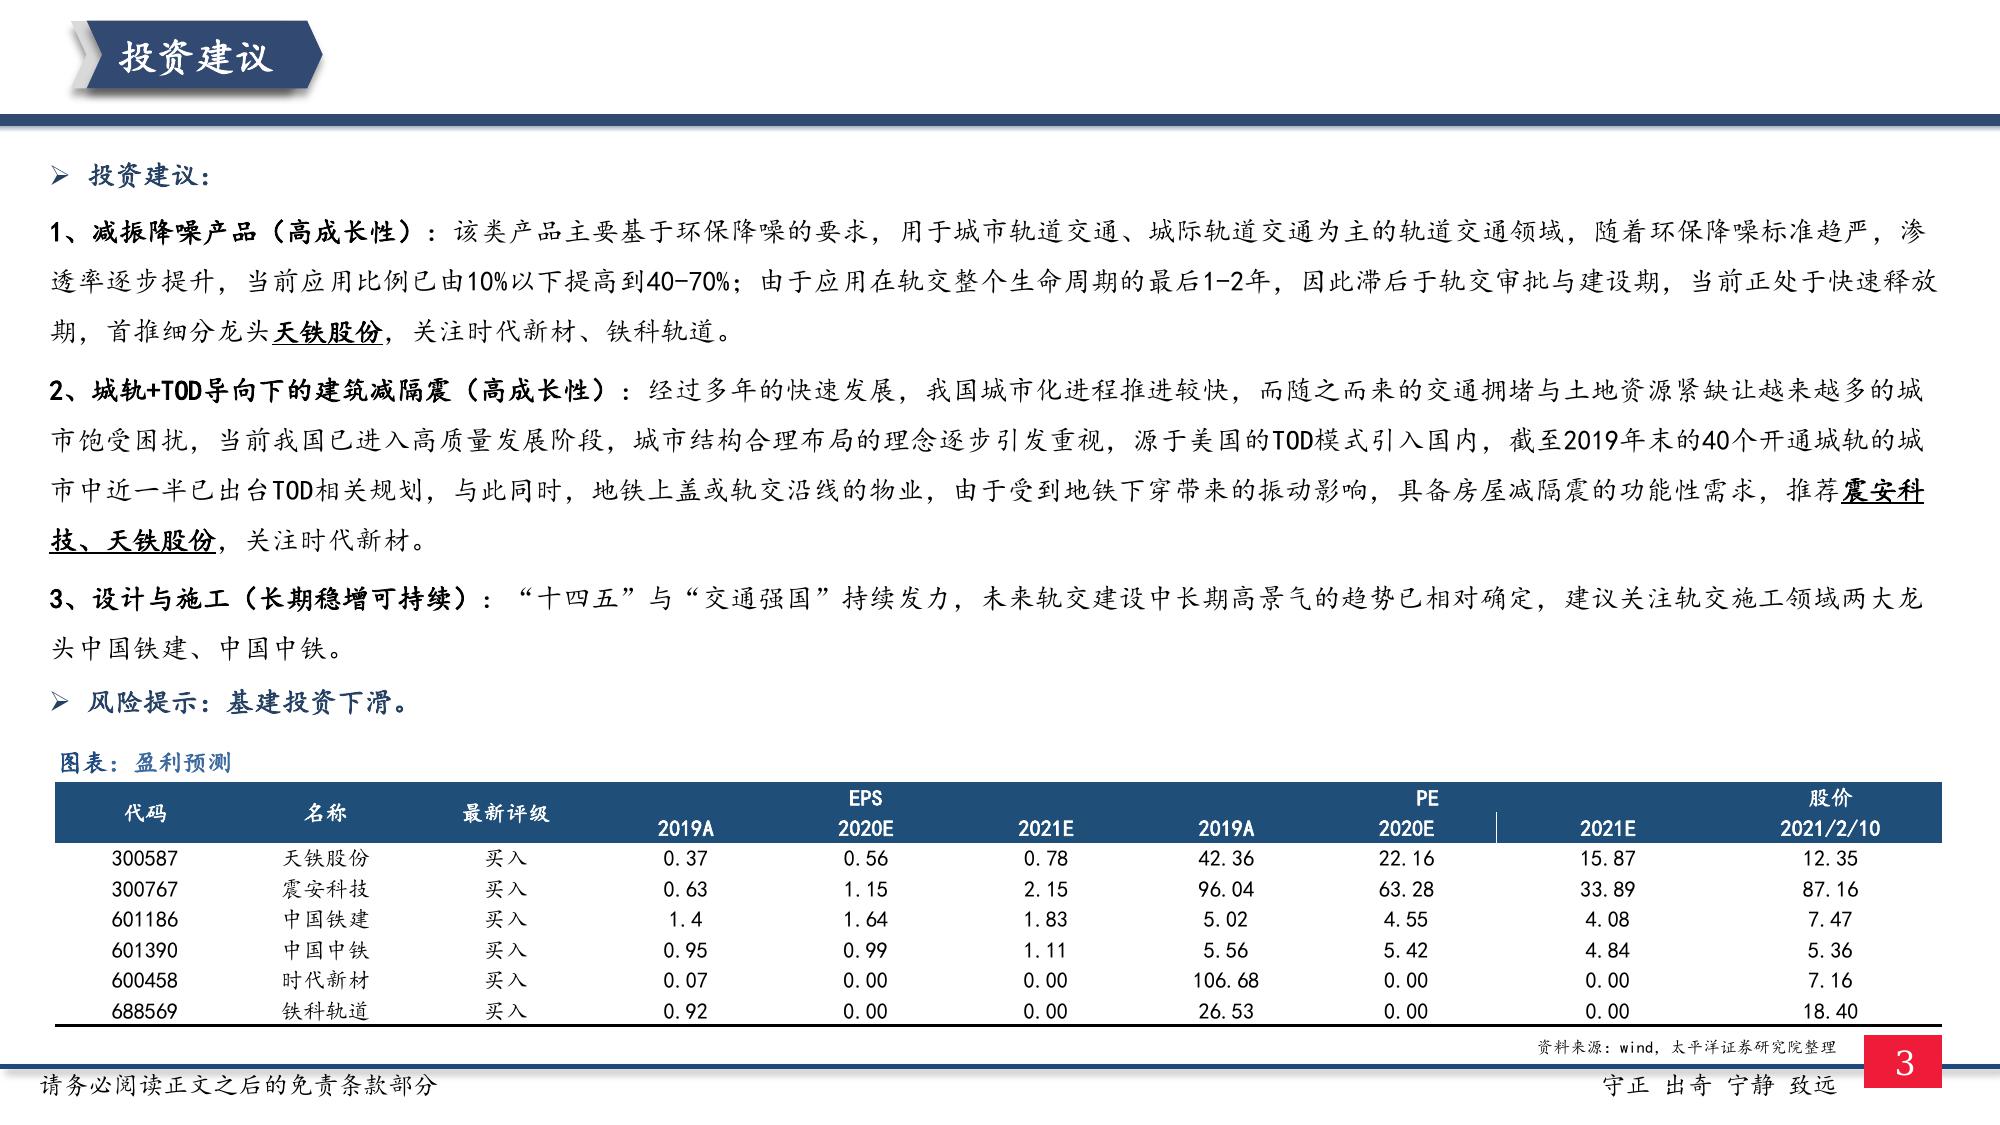 投资建议
投资建议：
1、减振降噪产品（高成长性）：该类产品主要基于环保降噪的要求，用于城市轨道交通、城际轨道交通为主的轨道交通领域，随着环保降噪标准趋严，渗
透率逐步提升，当前应用比例已由10%以下提高到40-70%；由于应用在轨交整个生命周期的最后1-2年，因此滞后于轨交审批与建设期，当前正处于快速释放
期，首推细分龙头天铁股份，关注时代新材、铁科轨道。
2、城轨+TOD导向下的建筑减隔震（高成长性）：经过多年的快速发展，我国城市化进程推进较快，而随之而来的交通拥堵与土地资源紧缺让越来越多的城
市饱受困扰，当前我国已进入高质量发展阶段，城市结构合理布局的理念逐步引发重视，源于美国的TOD模式引入国内，截至2019年末的40个开通城轨的城
市中近一半已出台TOD相关规划，与此同时，地铁上盖或轨交沿线的物业，由于受到地铁下穿带来的振动影响，具备房屋减隔震的功能性需求，推荐震安科
技、天铁股份，关注时代新材。
3、设计与施工（长期稳增可持续）：“十四五”与“交通强国”持续发力，未来轨交建设中长期高景气的趋势已相对确定，建议关注轨交施工领域两大龙
头中国铁建、中国中铁。
风险提示：基建投资下滑。
图表：盈利预测
代码 名称 最新评级 EPS PE 股价
2019A 2020E 2021E 2019A 2020E 2021E 2021/2/10
300587 天铁股份 买入 0.37 0.56 0.78 42.36 22.16 15.87 12.35
300767 震安科技 买入 0.63 1.15 2.15 96.04 63.28 33.89 87.16
601186 中国铁建 买入 1.4 1.64 1.83 5.02 4.55 4.08 7.47
601390 中国中铁 买入 0.95 0.99 1.11 5.56 5.42 4.84 5.36
600458 时代新材 买入 0.07 0.00 0.00 106.68 0.00 0.00 7.16
688569 铁科轨道 买入 0.92 0.00 0.00 26.53 0.00 0.00 18.40
资料来源：wind，太平洋证券研究院整理
3
请务必阅读正文之后的免责条款部分
守正 出奇 宁静 致远